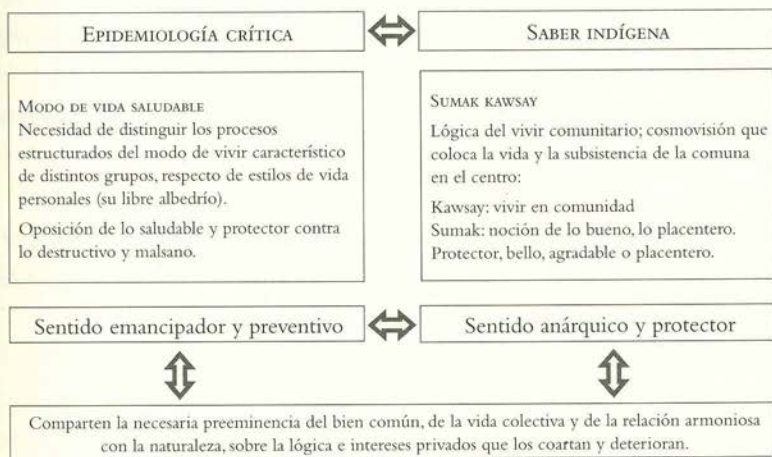 EPIDEMIOLOGÍA CRÍTICA
SABER INDÍGENA
MODO DE VIDA SALUDABLE
Necesidad de distinguir los procesos
estructurados del modo de vivir característico
de distintos grupos, respecto de estilos de vida
personales (su libre albedrío).
Oposición de lo saludable y protector contra
lo destructivo y malsano.
SUMAK KAWSAY
Lógica del vivir comunitario; cosmovisión que
coloca la vida y la subsistencia de la comuna
en el centro:
Kawsay: vivir en comunidad
Sumak: noción de lo bueno, lo placentero.
Protector, bello, agradable o placentero.
Sentido emancipador y preventivo
Sentido anárquico y protector
Comparten la necesaria preeminencia del bien común, de la vida colectiva y de la relación armoniosa
con la naturaleza, sobre la lógica e intereses privados que los coartan y deterioran.